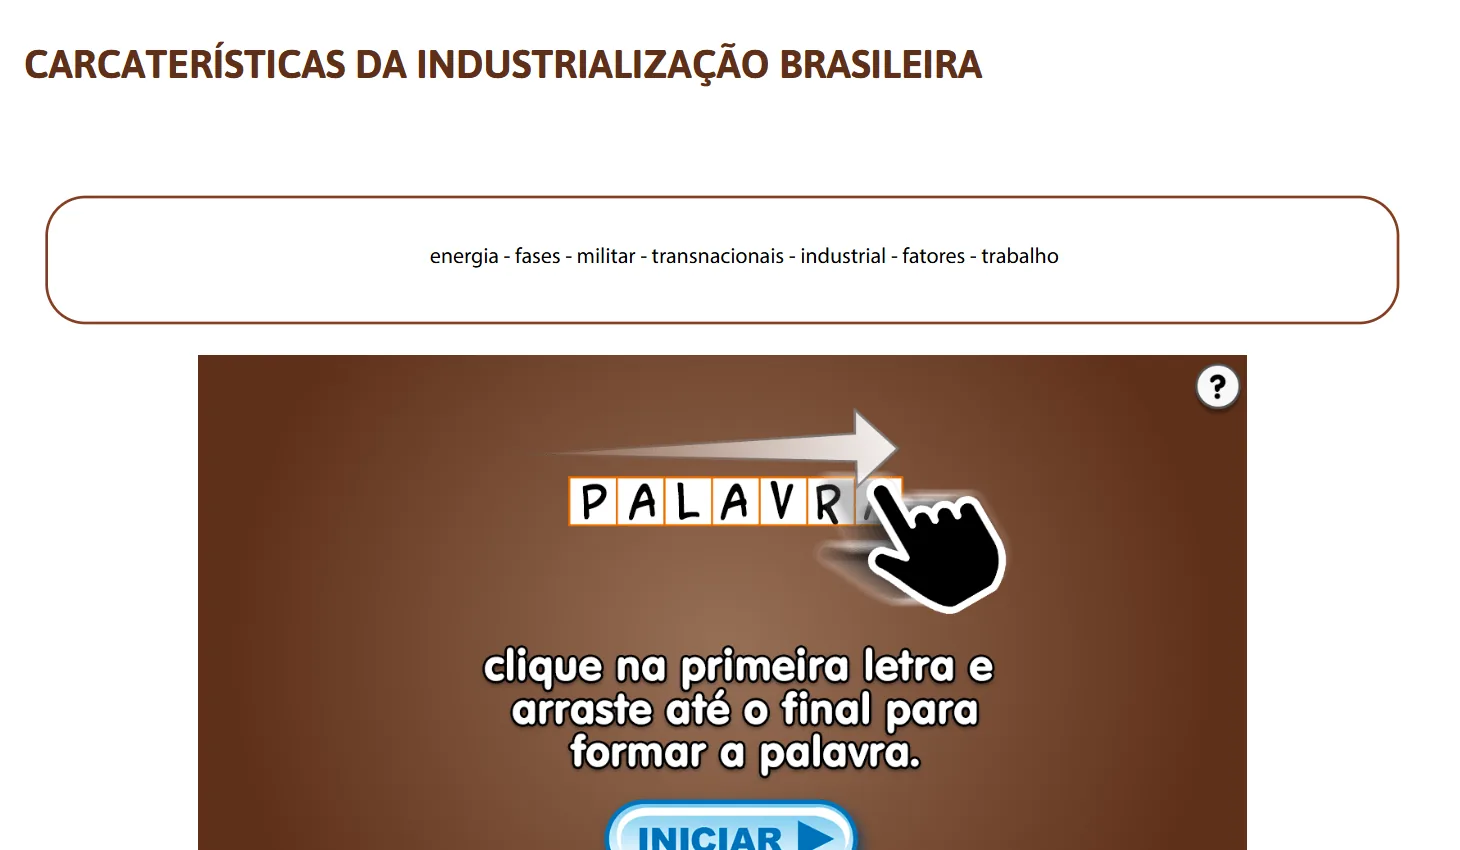 CARCATERÍSTICAS DA INDUSTRIALIZAÇÃO BRASILEIRA
energia - fases - militar - transnacionais - industrial - fatores - trabalho
?
PALAVRA
clique na primeira letra e
arraste até o final para
formar a palavra.
INICIAR